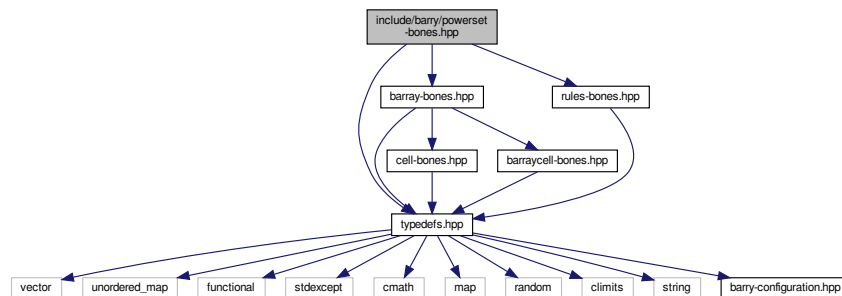 include/barry/powerset
-bones.hpp
barray-bones.hpp
rules-bones.hpp
cell-bones.hpp
barraycell-bones.hpp
typedefs.hpp
vector
unordered_map
functional
stdexcept
cmath
map
random
climits
string
barry-configuration.hpp